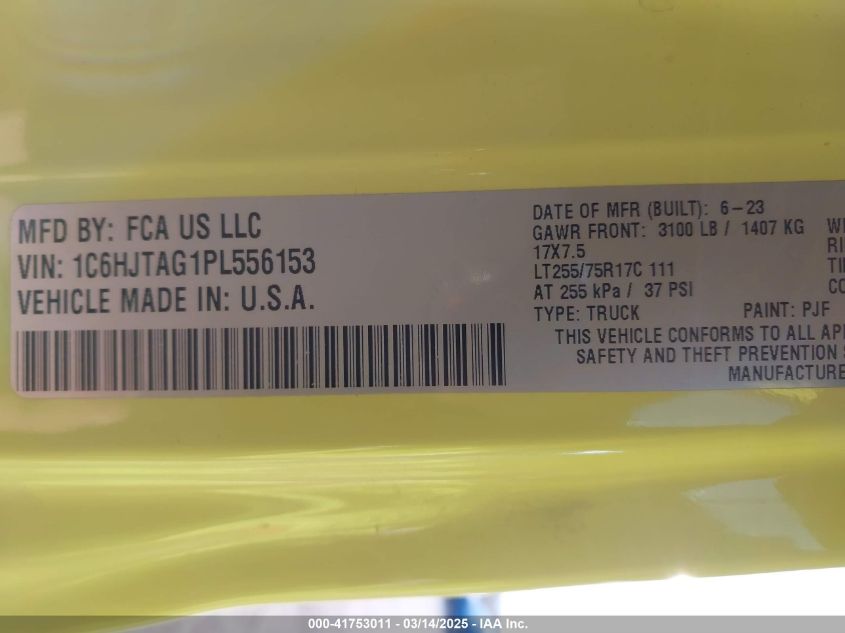 MFD BY: FCA US LLC
VIN: 1C6HJTAG1PL556153
VEHICLE MADE IN: U.S.A.
DATE OF MFR (BUILT): 6-23
GAWR FRONT: 3100 LB / 1407 KG
17X7.5
LT255/75R17C 111
AT 255 kPa / 37 PSI
TYPE: TRUCK PAINT: PJF
THIS VEHICLE CONFORMS TO ALL
SAFETY AND THEFT PREVENTION
000-41753011 - 03/14/2025 - IAA Inc.